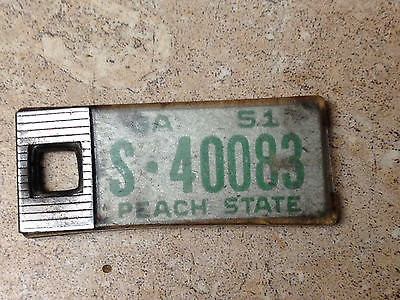 GA 51
S·40083
PEACH STATE